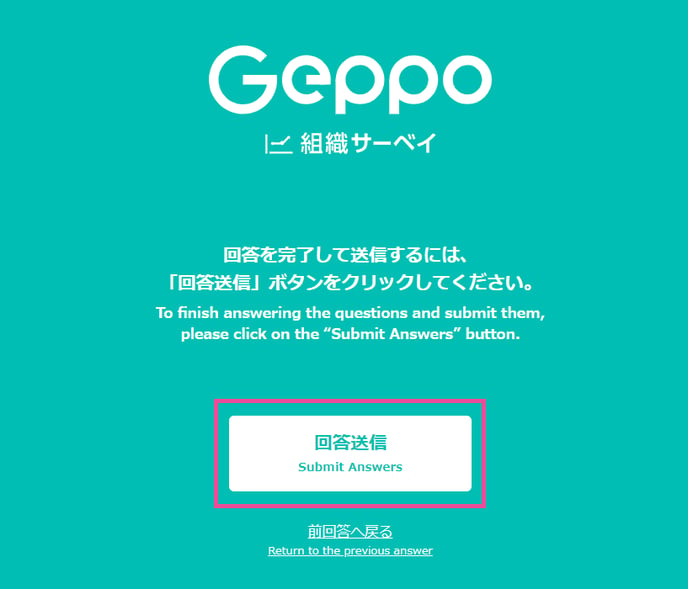 Geppo
組織サーベイ
回答を完了して送信するには、
「回答送信」ボタンをクリックしてください。
To finish answering the questions and submit them,
please click on the “Submit Answers” button.
回答送信
Submit Answers
前回答へ戻る
Return to the previous answer